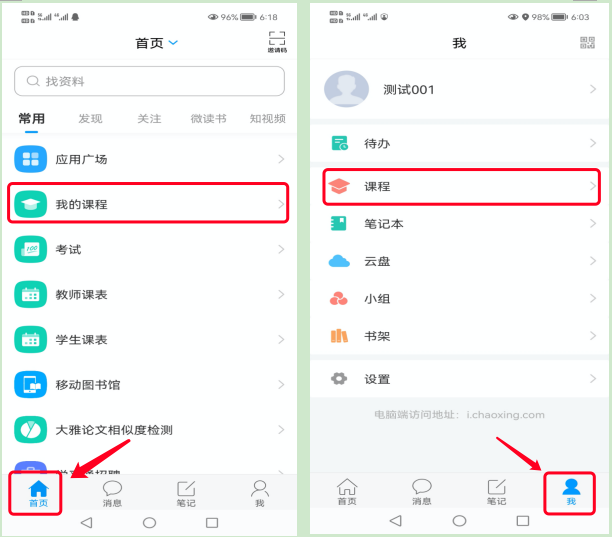 96% 6:18
首页
邀请码
找资料
常用 发现 关注 微读书 知视频
应用广场
我的课程
考试
教师课表
学生课表
移动图书馆
大雅论文相似度检测
首页 消息 笔记 我
98% 6:03
我
测试001
待办
课程
笔记本
云盘
小组
书架
设置
电脑端访问地址：i.chaoxing.com
首页 消息 笔记 我